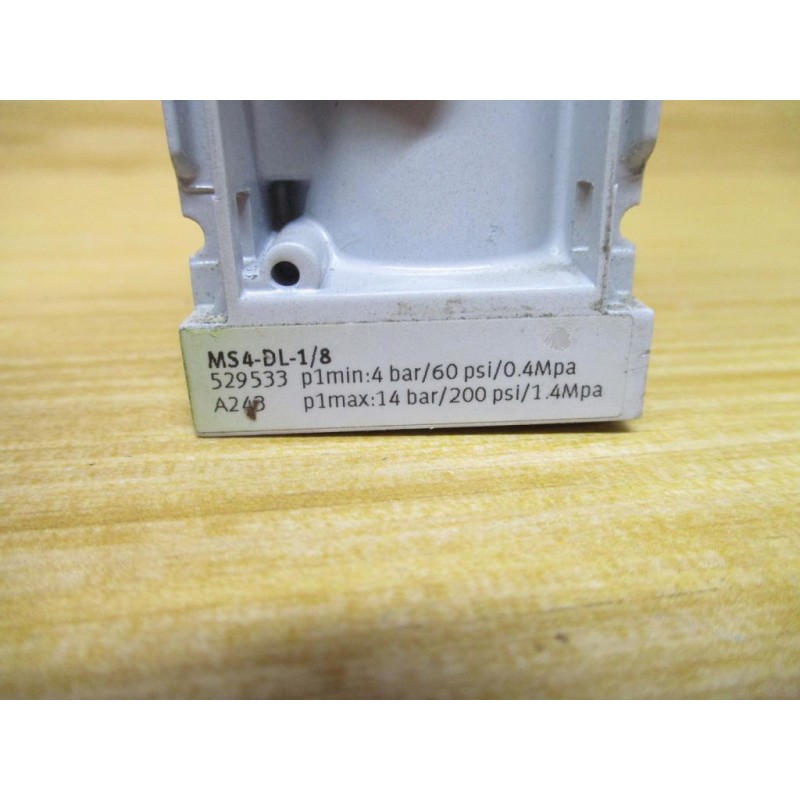 MS4-DL-1/8
529533 p1min:4 bar/60 psi/0.4Mpa
A243 p1max:14 bar/200 psi/1.4Mpa